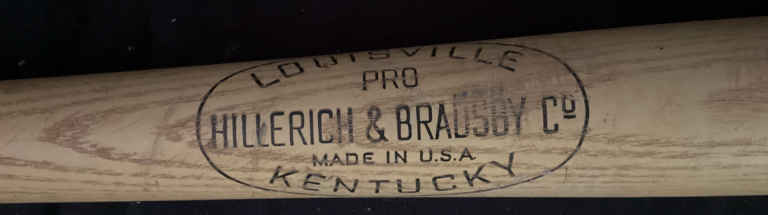 LOUISVILLE
PRO
HILLERICH & BRADSBY Cº
MADE IN U.S.A
KENTUCKY